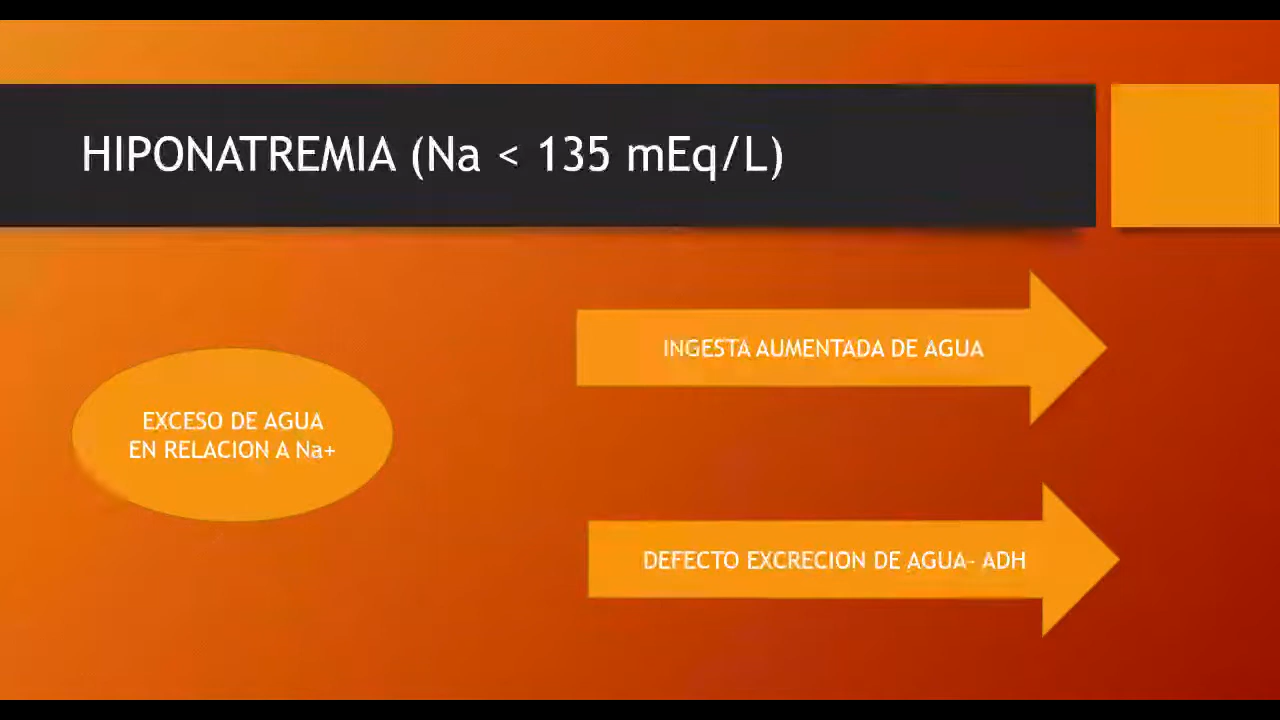 HIPONATREMIA (Na < 135 mEq/L)
INGESTA AUMENTADA DE AGUA
EXCESO DE AGUA
EN RELACION A Na+
DEFECTO EXCRECION DE AGUA- ADH